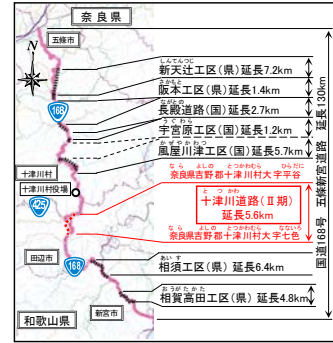 奈良県
五條市
N
しんてんつじ
新天辻工区(県)延長7.2km
さかもと
阪本工区(県)延長1.4km
168
ながとの
長殿道路(国)延長2.7km
うぐわら
宇宮原工区(国)延長1.2km
かぜやかわつ
風屋川津工区(国)延長5.7km
十津川村
十津川村役場
なら よしの とつかわむら ひらだに
奈良県吉野郡十津川村大字平谷
425
とつかわ
十津川道路(Ⅱ期)
延長5.6km
なら よしの とつかわむら なないろ
奈良県吉野郡十津川村大字七色
田辺市
168
あいす
相須工区(県)延長6.4km
おうがたかた
相賀高田工区(県)延長4.8km
和歌山県
新宮市
国道168号 五條新宮道路 延長130km